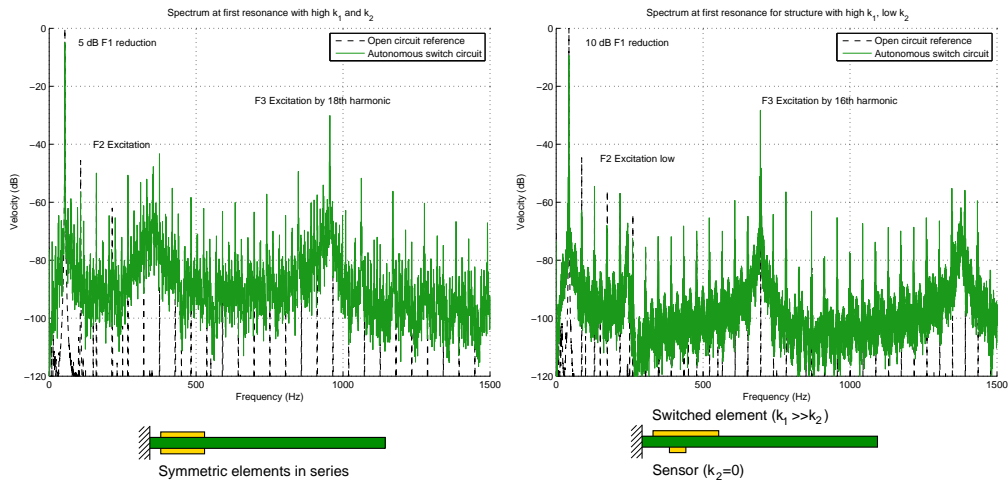 Spectrum at first resonance with high k1 and k2
0
−20
−40
−60
−80
−100
−120
Velocity (dB)
0
500
1000
1500
Frequency (Hz)
5 dB F1 reduction
F2 Excitation
F3 Excitation by 18th harmonic
Open circuit reference
Autonomous switch circuit
Symmetric elements in series
Spectrum at first resonance for structure with high k1, low k2
0
−20
−40
−60
−80
−100
−120
Velocity (dB)
0
500
1000
1500
Frequency (Hz)
10 dB F1 reduction
F2 Excitation low
F3 Excitation by 16th harmonic
Open circuit reference
Autonomous switch circuit
Switched element (k1 >>k2)
Sensor (k2=0)